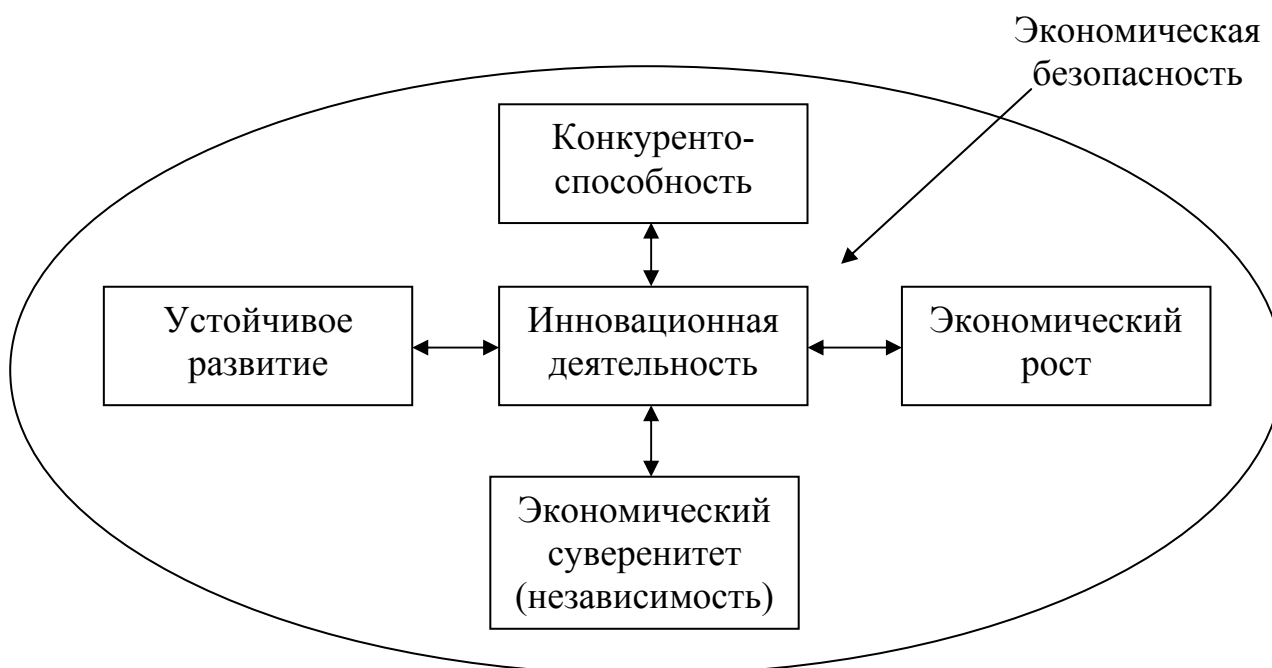 Экономическая
безопасность
Конкуренто-
способность
Устойчивое
развитие
Инновационная
деятельность
Экономический
рост
Экономический
суверенитет
(независимость)